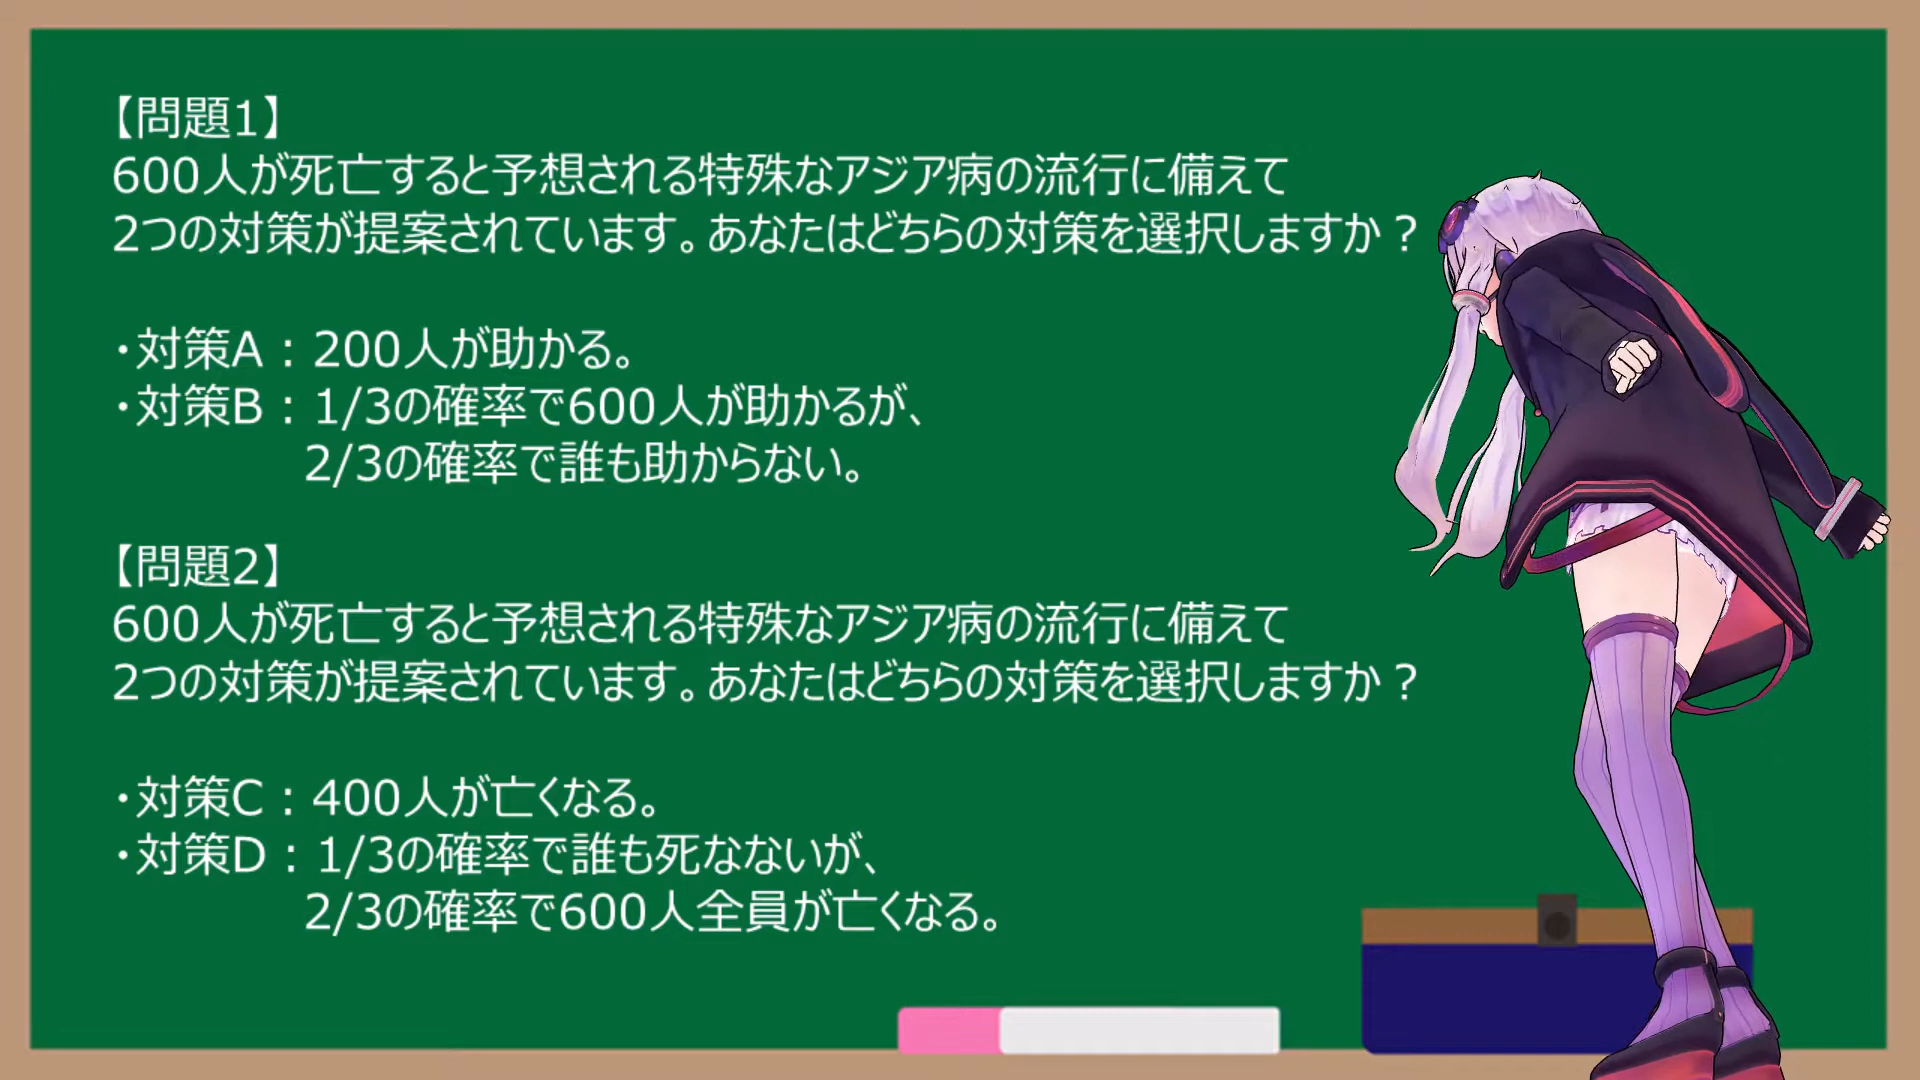 【問題1】
600人が死亡すると予想される特殊なアジア病の流行に備えて
2つの対策が提案されています。あなたはどちらの対策を選択しますか？
・対策A：200人が助かる。
・対策B：1/3の確率で600人が助かるが、
2/3の確率で誰も助からない。
【問題2】
600人が死亡すると予想される特殊なアジア病の流行に備えて
2つの対策が提案されています。あなたはどちらの対策を選択しますか？
・対策C：400人が亡くなる。
・対策D：1/3の確率で誰も死なないが、
2/3の確率で600人全員が亡くなる。